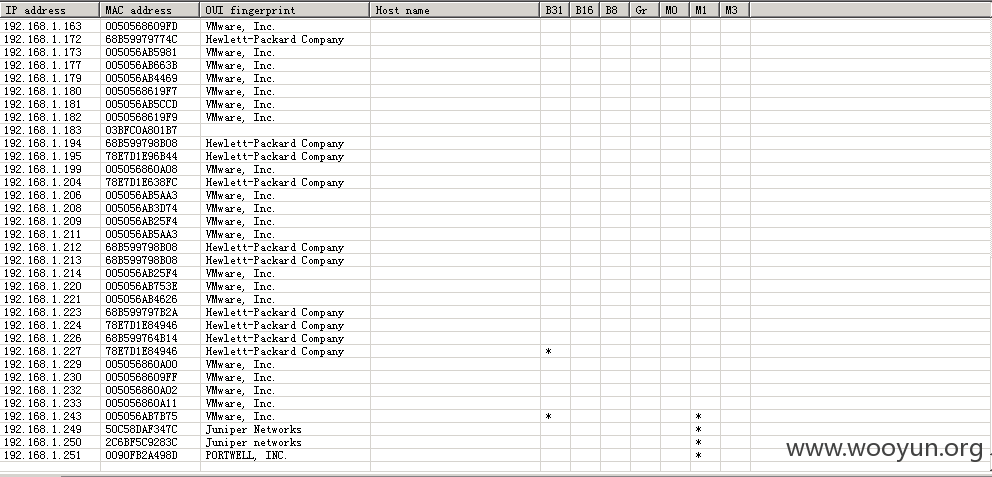 IP address MAC address OUI fingerprint Host name B31 B16 B8 Gr M0 M1 M3
192.168.1.163 0050568609FD VMware, Inc.
192.168.1.172 68B59979774C Hewlett-Packard Company
192.168.1.173 005056AB5981 VMware, Inc.
192.168.1.177 005056AB663B VMware, Inc.
192.168.1.179 005056AB4469 VMware, Inc.
192.168.1.180 0050568619F7 VMware, Inc.
192.168.1.181 005056AB5CCD VMware, Inc.
192.168.1.182 0050568619F9 VMware, Inc.
192.168.1.183 03BFC0A801B7
192.168.1.194 68B599798B08 Hewlett-Packard Company
192.168.1.195 78E7D1E96B44 Hewlett-Packard Company
192.168.1.199 005056860A08 VMware, Inc.
192.168.1.204 78E7D1E638FC Hewlett-Packard Company
192.168.1.206 005056AB5AA3 VMware, Inc.
192.168.1.208 005056AB3D74 VMware, Inc.
192.168.1.209 005056AB25F4 VMware, Inc.
192.168.1.211 005056AB5AA3 VMware, Inc.
192.168.1.212 68B599798B08 Hewlett-Packard Company
192.168.1.213 68B599798B08 Hewlett-Packard Company
192.168.1.214 005056AB25F4 VMware, Inc.
192.168.1.220 005056AB753E VMware, Inc.
192.168.1.221 005056AB4626 VMware, Inc.
192.168.1.223 68B599797B2A Hewlett-Packard Company
192.168.1.224 78E7D1E84946 Hewlett-Packard Company
192.168.1.226 68B599764B14 Hewlett-Packard Company
192.168.1.227 78E7D1E84946 Hewlett-Packard Company *
192.168.1.229 005056860A00 VMware, Inc.
192.168.1.230 0050568609FF VMware, Inc.
192.168.1.232 005056860A02 VMware, Inc.
192.168.1.233 005056860A11 VMware, Inc.
192.168.1.243 005056AB7B75 VMware, Inc. * *
192.168.1.249 50C58DAF347C Juniper Networks *
192.168.1.250 2C6BF5C9283C Juniper networks *
192.168.1.251 0090FB2A498D PORTWELL, INC. *
www.wooyun.org